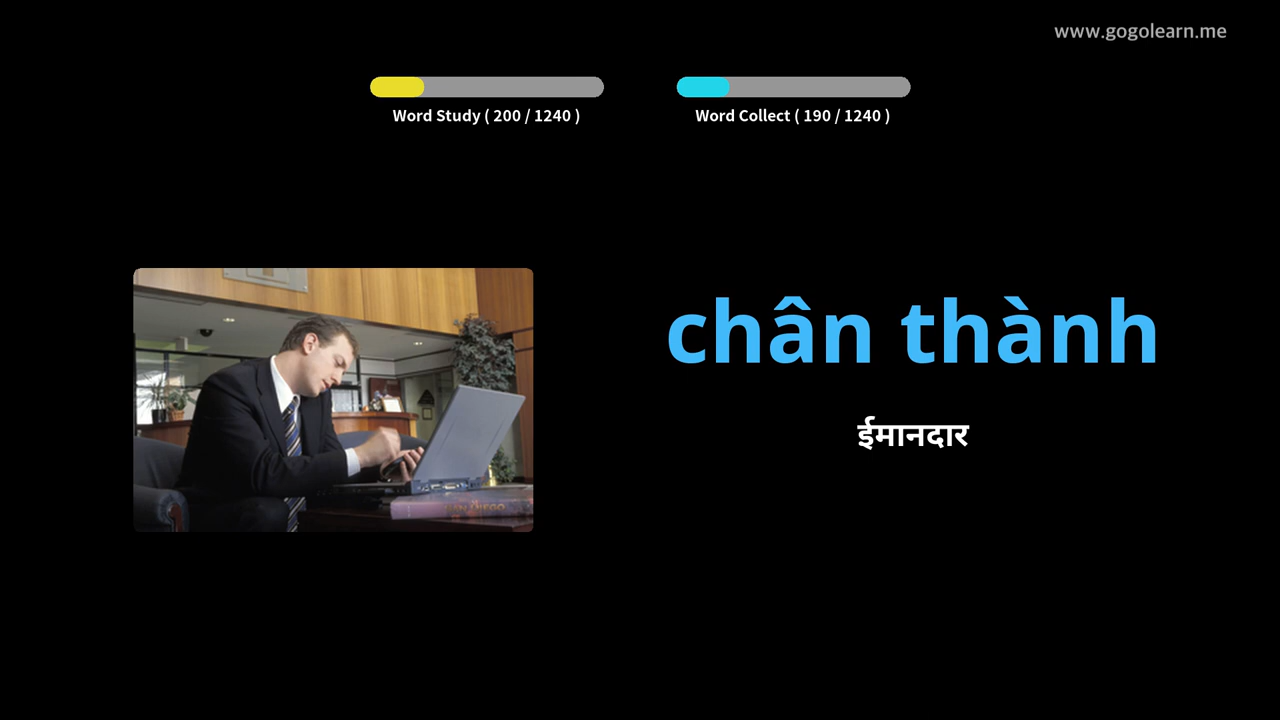 www.gogolearn.me
Word Study ( 200 / 1240 )
Word Collect ( 190 / 1240 )
chân thành
ईमानदार